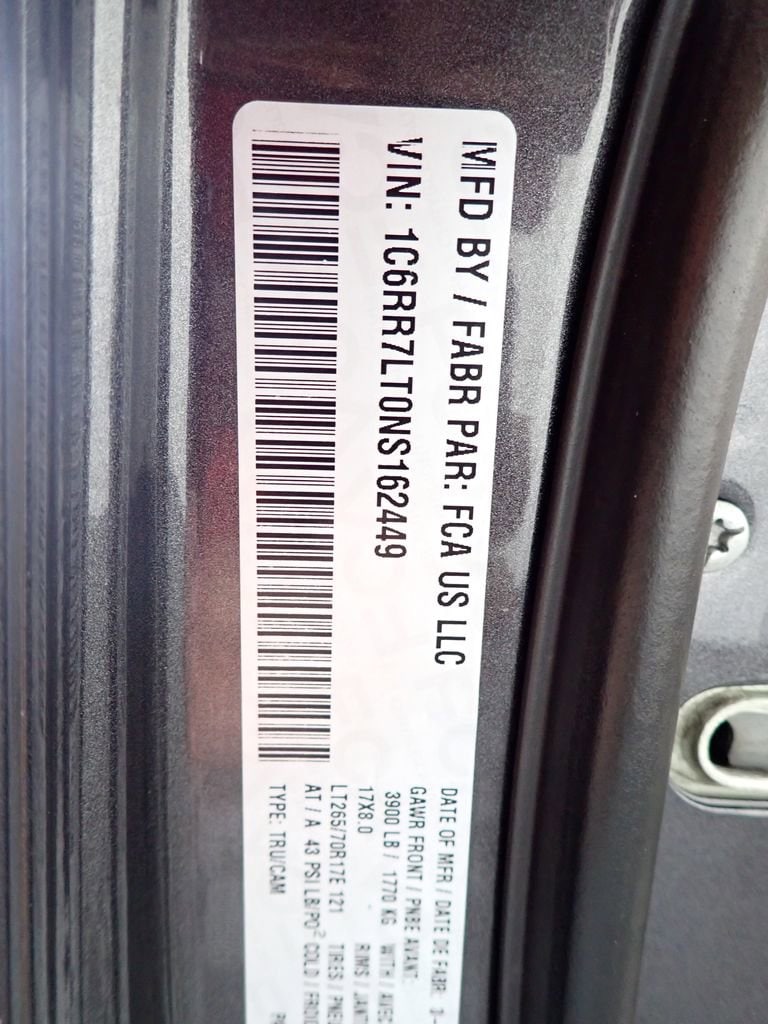 MFD BY / FABR PAR: FCA US LLC
VIN: 1C6RR7LT0NS162449
DATE OF MFR / DATE DE FABR:
GAWR FRONT / PNBE AVANT:
3900 LB / 1770 KG WITH / AVEC
17X8.0 RIMS /
LT265/70R17E 121 TIRES /
AT / A 43 PSI LB/PO² COLD /
TYPE: TRU/CAM